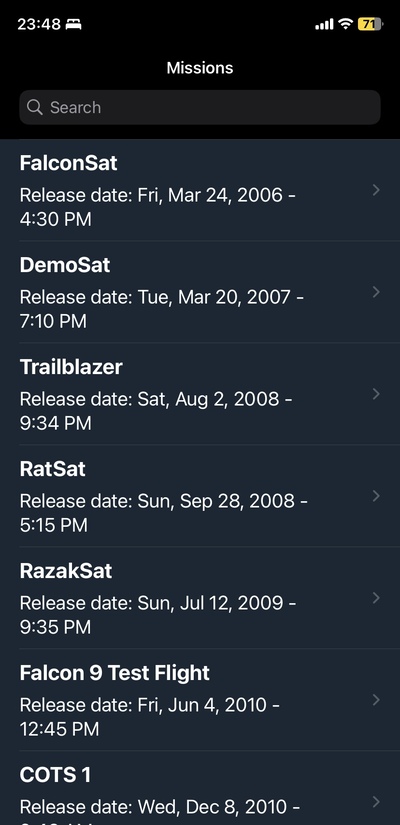 23:48
71
Missions
Search
FalconSat
Release date: Fri, Mar 24, 2006 -
4:30 PM
DemoSat
Release date: Tue, Mar 20, 2007 -
7:10 PM
Trailblazer
Release date: Sat, Aug 2, 2008 -
9:34 PM
RatSat
Release date: Sun, Sep 28, 2008 -
5:15 PM
RazakSat
Release date: Sun, Jul 12, 2009 -
9:35 PM
Falcon 9 Test Flight
Release date: Fri, Jun 4, 2010 -
12:45 PM
COTS 1
Release date: Wed, Dec 8, 2010 -